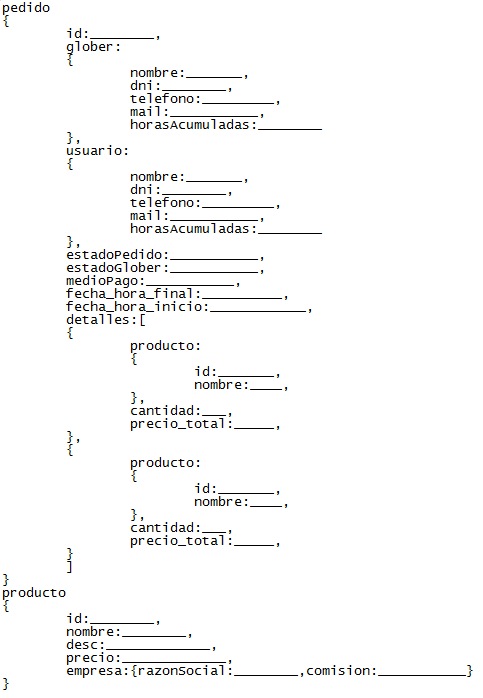 pedido
{
	id:________,
	glober:
	{
		nombre:_______,
		dni:________,
		telefono:_________,
		mail:___________,
		horasAcumuladas:________
	},
	usuario:
	{
		nombre:_______,
		dni:________,
		telefono:_________,
		mail:___________,
		horasAcumuladas:________
	},
	estadoPedido:___________,
	estadoGlober:___________,
	medioPago:___________,
	fecha_hora_final:__________,
	fecha_hora_inicio:____________,
	detalles:[
	{
		producto:
		{
			id:_______,
			nombre:____,
		},
		cantidad:___,
		precio_total:_____,
	},
	{
		producto:
		{
			id:_______,
			nombre:____,
		},
		cantidad:___,
		precio_total:_____,
	}
	]
}
producto
{
	id:________,
	nombre:________,
	desc:_____________,
	precio:_____________,
	empresa:{razonSocial:________,comision:___________}
}